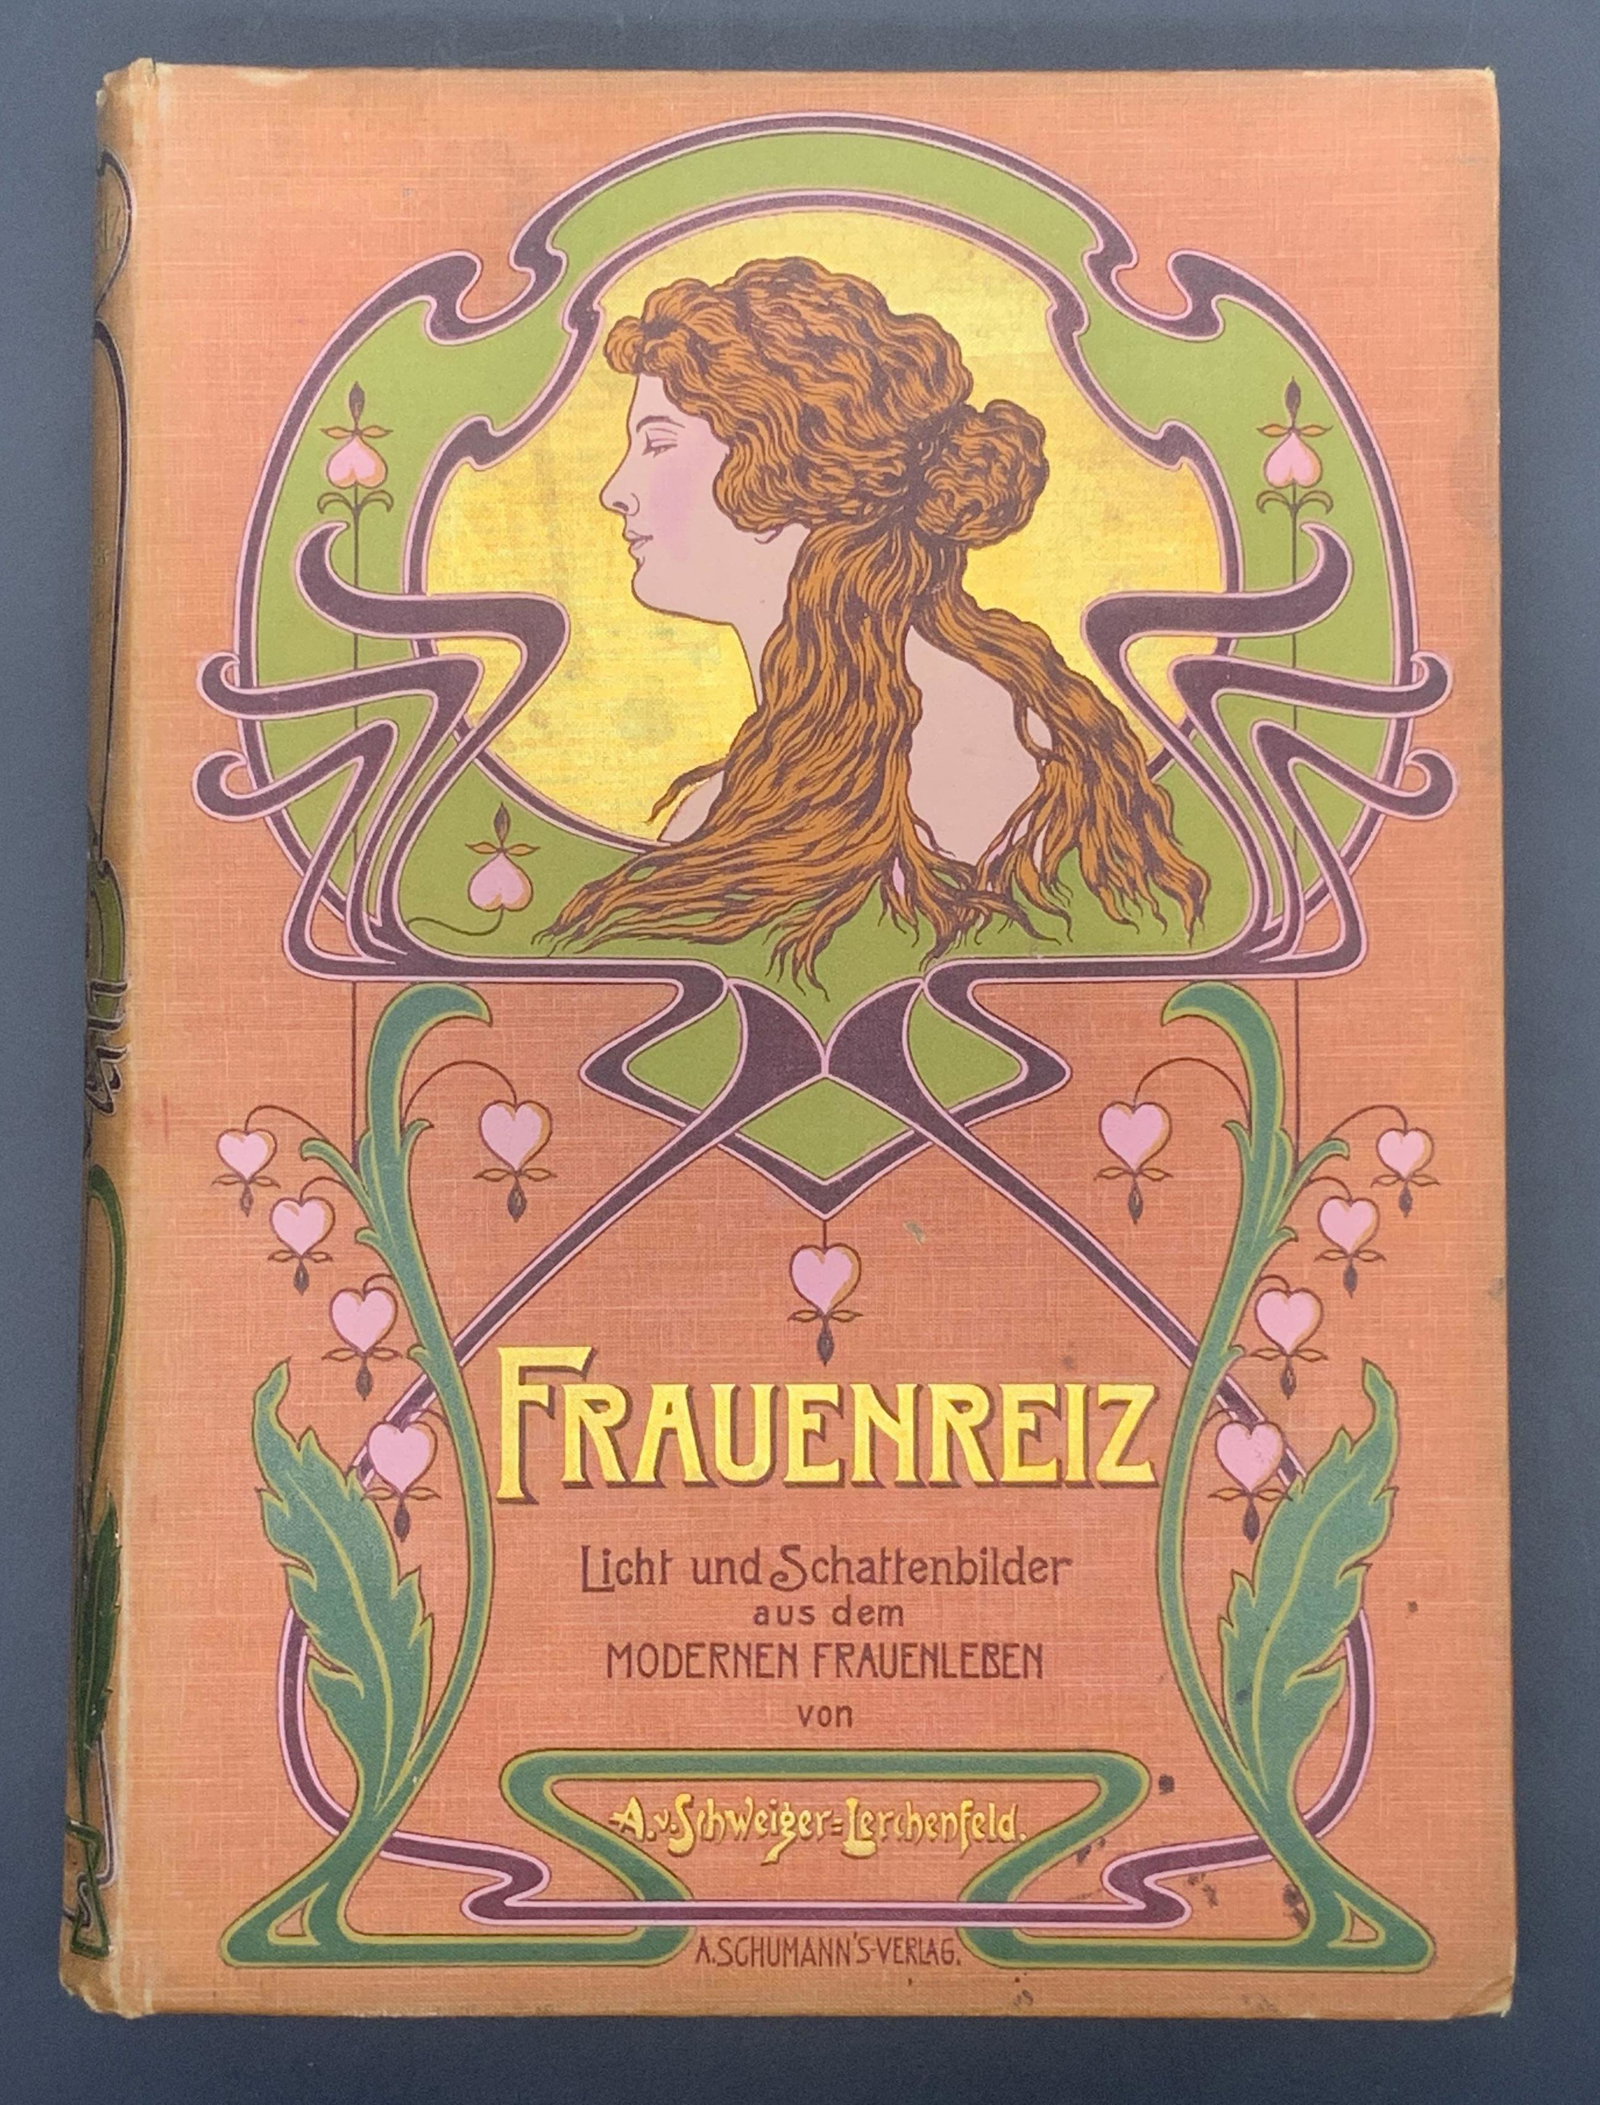 FRAUENREIZ
Licht und Schattenbilder
aus dem
MODERNEN FRAUENLEBEN
von
A.v.Schweiger=Lerchenfeld.
A.SCHUMANN'S-VERLAG.